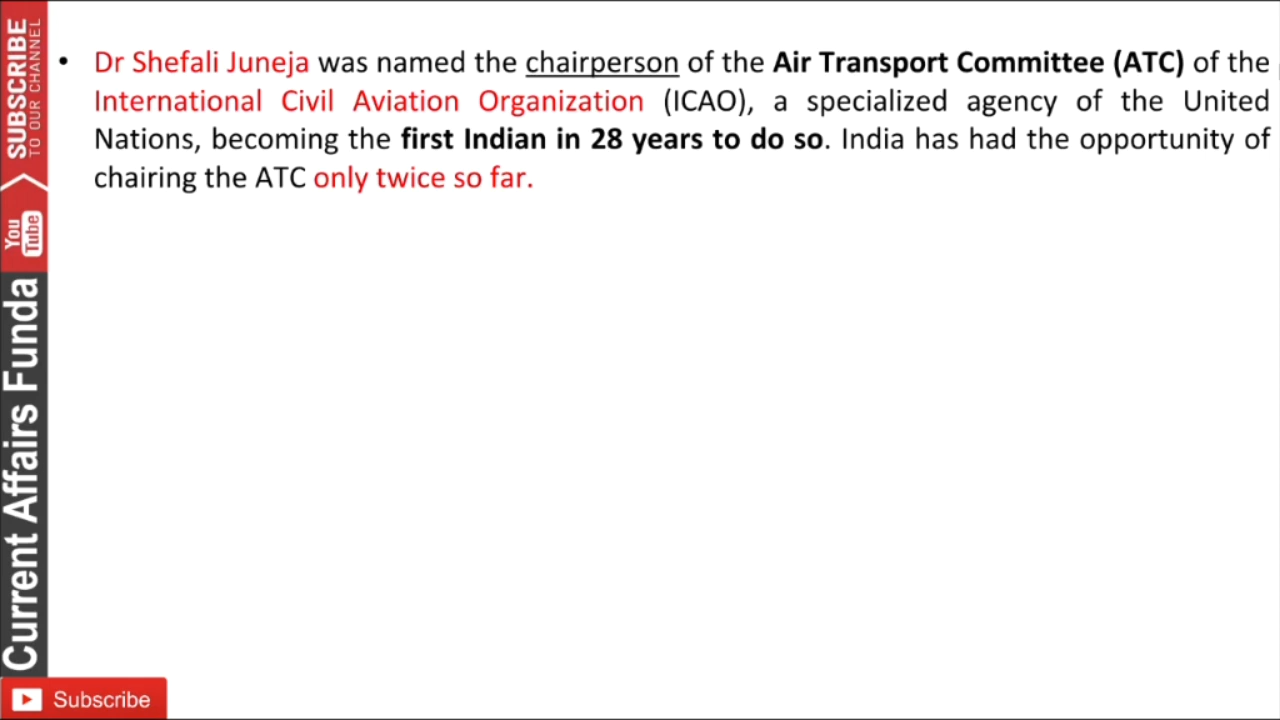 • Dr Shefali Juneja was named the chairperson of the Air Transport Committee (ATC) of the
International Civil Aviation Organization (ICAO), a specialized agency of the United
Nations, becoming the first Indian in 28 years to do so. India has had the opportunity of
chairing the ATC only twice so far.
SUBSCRIBE
TO OUR CHANNEL
You
Tube
Current Affairs Funda
Subscribe